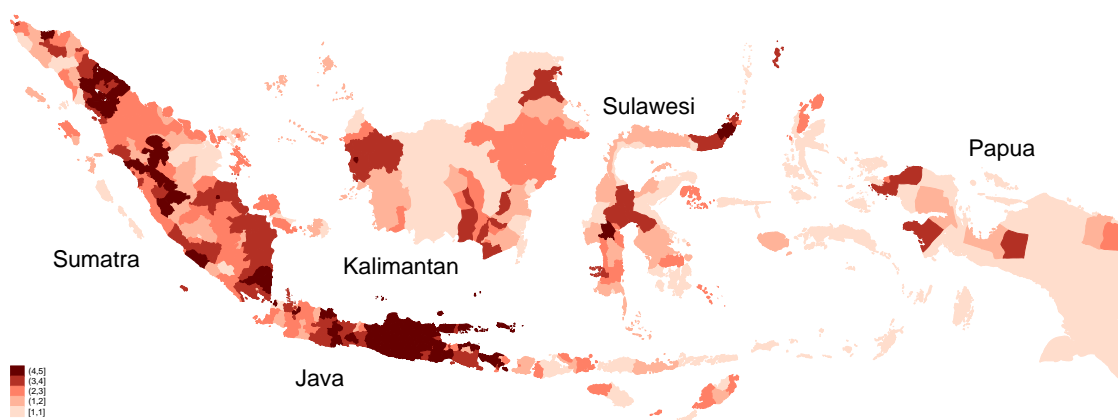 Sulawesi
Papua
Sumatra
Kalimantan
Java
(4,5]
(3,4]
(2,3]
(1,2]
[1,1]